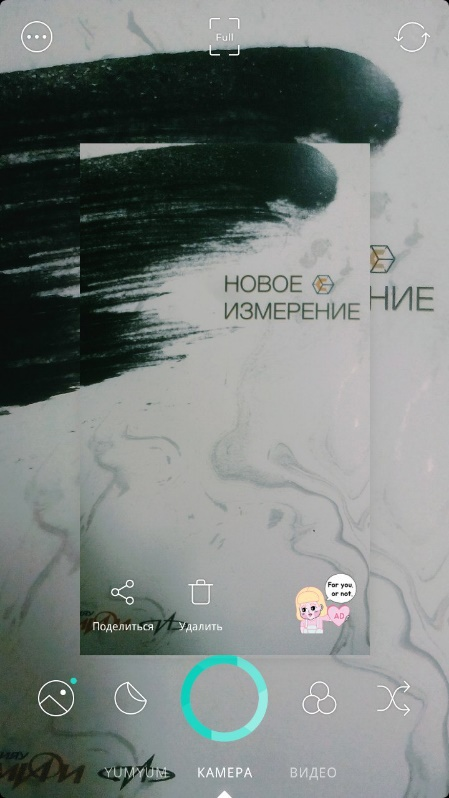 Full
НОВОЕ
ИЗМЕРЕНИЕ
НИЕ
For you,
or not.
AD
Поделиться Удалить
YUMYUM КАМЕРА ВИДЕО